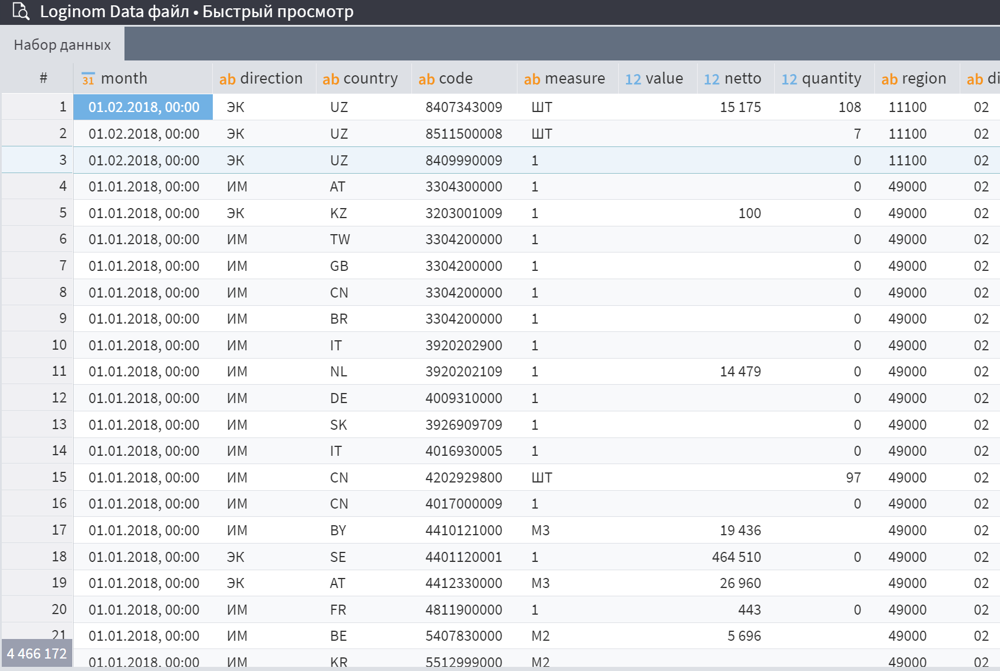 Loginom Data файл • Быстрый просмотр
Набор данных
# 31 month ab direction ab country ab code ab measure 12 value 12 netto 12 quantity ab region ab di
1 01.02.2018, 00:00 ЭК UZ 8407343009 ШТ 15 175 108 11100 02
2 01.02.2018, 00:00 ЭК UZ 8511500008 ШТ 7 11100 02
3 01.02.2018, 00:00 ЭК UZ 8409990009 1 0 11100 02
4 01.01.2018, 00:00 ИМ AT 3304300000 1 0 49000 02
5 01.01.2018, 00:00 ЭК KZ 3203001009 1 100 0 49000 02
6 01.01.2018, 00:00 ИМ TW 3304200000 1 0 49000 02
7 01.01.2018, 00:00 ИМ GB 3304200000 1 0 49000 02
8 01.01.2018, 00:00 ИМ CN 3304200000 1 0 49000 02
9 01.01.2018, 00:00 ИМ BR 3304200000 1 0 49000 02
10 01.01.2018, 00:00 ИМ IT 3920202900 1 0 49000 02
11 01.01.2018, 00:00 ИМ NL 3920202109 1 14 479 0 49000 02
12 01.01.2018, 00:00 ИМ DE 4009310000 1 0 49000 02
13 01.01.2018, 00:00 ИМ SK 3926909709 1 0 49000 02
14 01.01.2018, 00:00 ИМ IT 4016930005 1 0 49000 02
15 01.01.2018, 00:00 ИМ CN 4202929800 ШТ 97 49000 02
16 01.01.2018, 00:00 ИМ CN 4017000009 1 0 49000 02
17 01.01.2018, 00:00 ИМ BY 4410121000 М3 19 436 49000 02
18 01.01.2018, 00:00 ЭК SE 4401120001 1 464 510 0 49000 02
19 01.01.2018, 00:00 ЭК AT 4412330000 М3 26 960 49000 02
20 01.01.2018, 00:00 ИМ FR 4811900000 1 443 0 49000 02
21 01.01.2018, 00:00 ИМ BE 5407830000 М2 5 696 49000 02
4 466 172 01.01.2018, 00:00 ИМ KR 5512999000 М2 49000 02